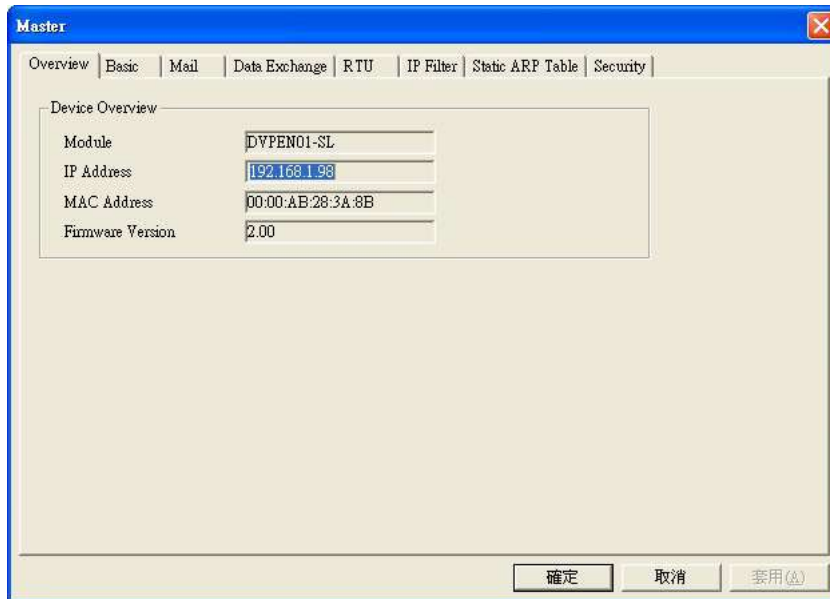 Master
Overview Basic Mail Data Exchange RTU IP Filter Static ARP Table Security
Device Overview
Module DVPEN01-SL
IP Address 192.168.1.98
MAC Address 00:00:AB:28:3A:8B
Firmware Version 2.00
確定 取消 套用(A)